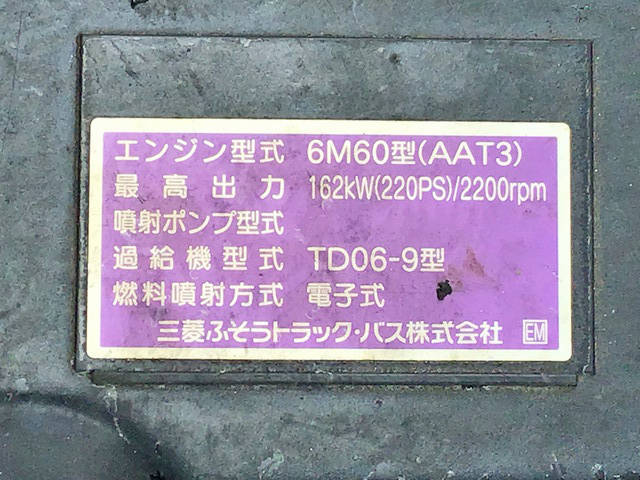 エンジン型式 6M60型(AAT3)
最高出力 162kW(220PS)/2200rpm
噴射ポンプ型式
過給機型式 TD06-9型
燃料噴射方式 電子式
三菱ふそうトラック・バス株式会社 EM